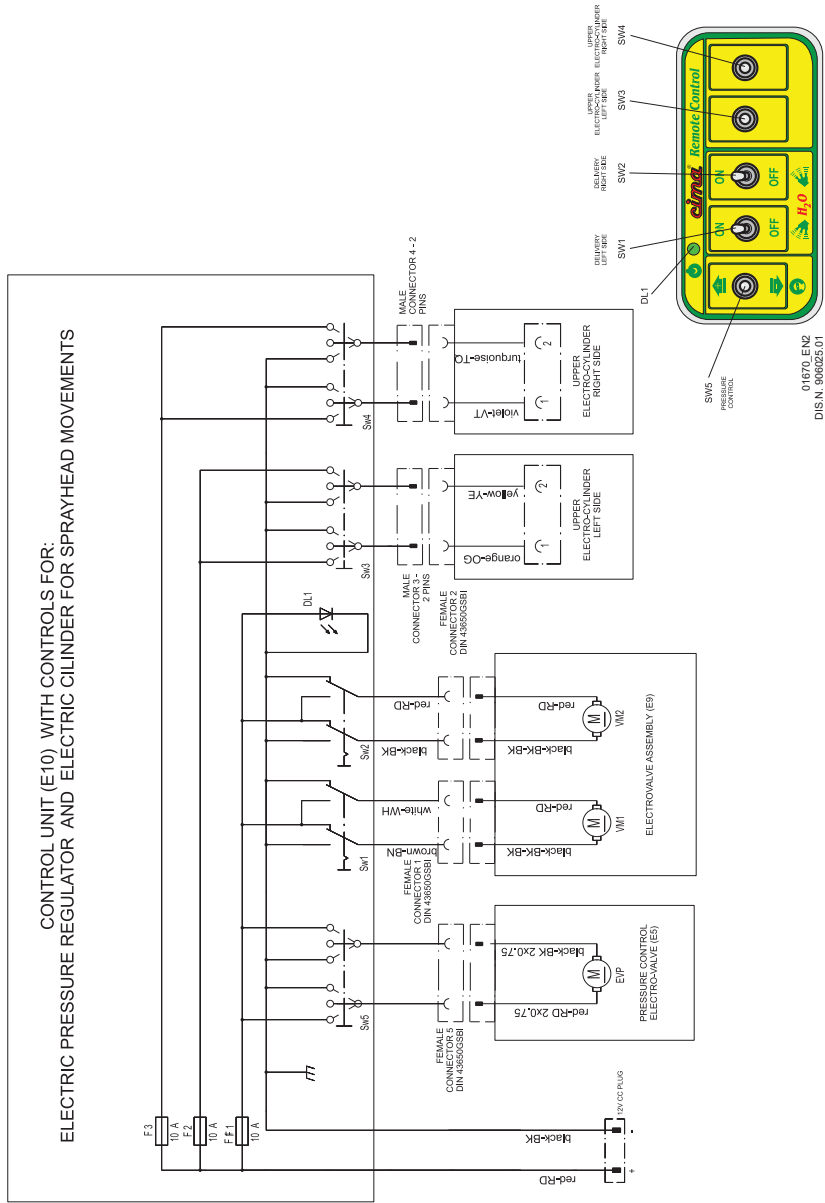 CONTROL UNIT (E10) WITH CONTROLS FOR:
ELECTRIC PRESSURE REGULATOR AND ELECTRIC CILINDER FOR SPRAYHEAD MOVEMENTS
F 3
10 A
F 2
10 A
F 1
10 A
Sw5
Sw1
Sw2
DL1
Sw3
Sw4
FEMALE
CONNECTOR 5
DIN 43650GSBI
red-RD 2x0.75
black-BK 2x0.75
M
EVP
PRESSURE CONTROL
ELECTRO-VALVE (E5)
brown-BN
white-WH
FEMALE
CONNECTOR 1
DIN 43650GSBI
black-BK-BK
red-RD
M
VM1
black-BK
red-RD
black-BK-BK
red-RD
M
VM2
ELECTROVALVE ASSEMBLY (E9)
MALE
CONNECTOR 3 -
2 PINS
FEMALE
CONNECTOR 2
DIN 43650GSBI
orange-OG
yellow-YE
1
2
UPPER
ELECTRO-CYLINDER
LEFT SIDE
MALE
CONNECTOR 4 - 2
PINS
violet-VT
turquoise-TQ
1
2
UPPER
ELECTRO-CYLINDER
RIGHT SIDE
red-RD
black-BK
+
-
12V CC PLUG
SW5
PRESSURE
CONTROL
DL1
DELIVERY
LEFT SIDE
SW1
DELIVERY
RIGHT SIDE
SW2
UPPER
ELECTRO-CYLINDER
LEFT SIDE
SW3
UPPER
ELECTRO-CYLINDER
RIGHT SIDE
SW4
cima® Remote Control
ON
ON
OFF
OFF
H2O
01670_EN2
DIS.N. 906025.01